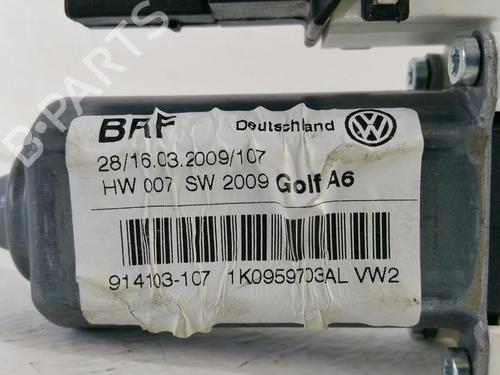 BRF Deutschland
28/16.03.2009/107
HW 007 SW 2009 Golf A6
914103-107 1K0959703AL VW2
B-PARTS